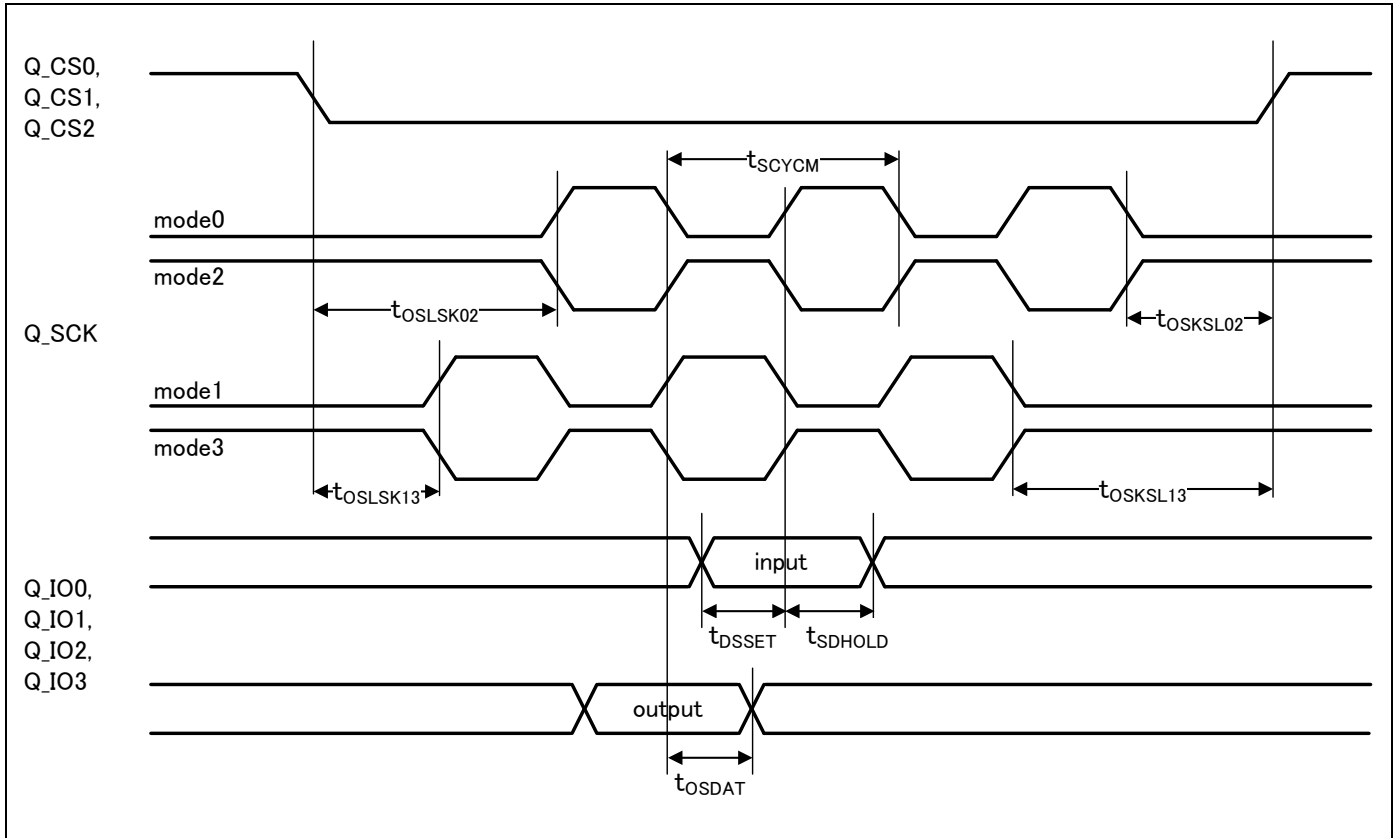 Q_CS0,
Q_CS1,
Q_CS2
tSCYCM
mode0
mode2
tOSLSK02
tOSKSL02
Q_SCK
mode1
mode3
tOSLSK13
tOSKSL13
input
Q_IO0,
Q_IO1,
Q_IO2,
Q_IO3
tDSSET
tSDHOLD
output
tOSDAT